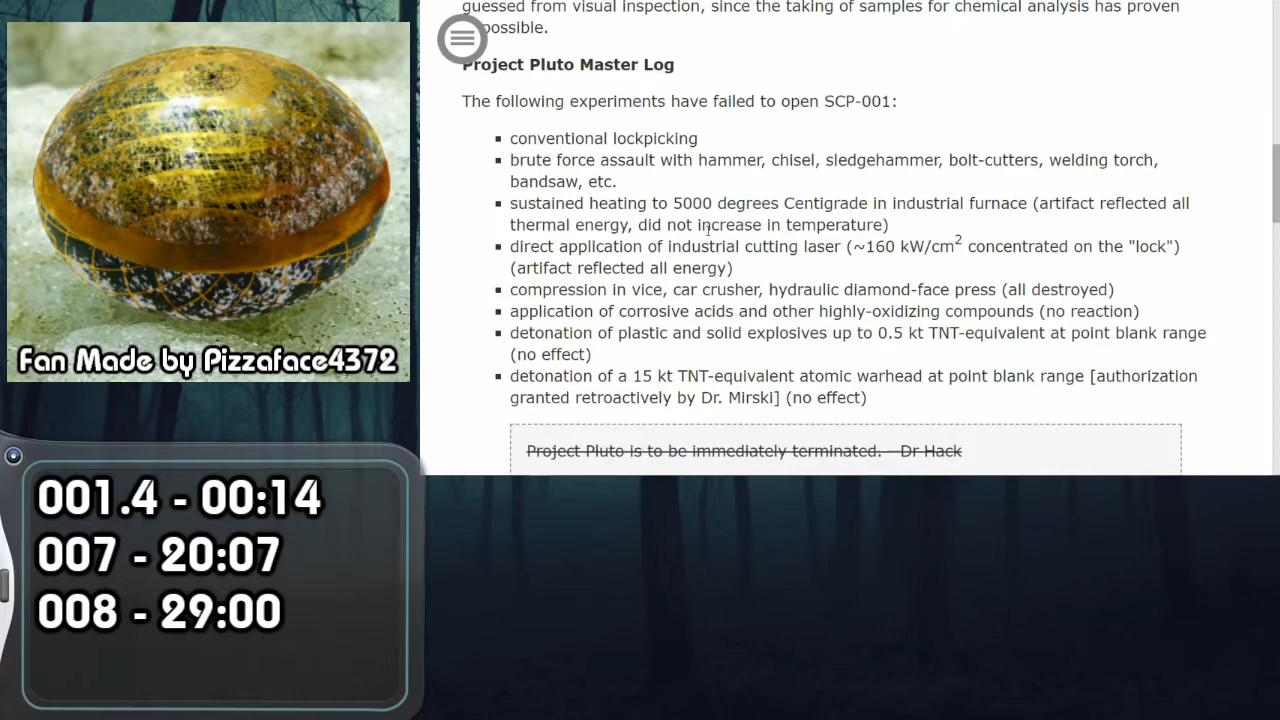 guessed from visual inspection, since the taking of samples for chemical analysis has proven
possible.
Project Pluto Master Log
The following experiments have failed to open SCP-001:
conventional lockpicking
brute force assault with hammer, chisel, sledgehammer, bolt-cutters, welding torch,
bandsaw, etc.
sustained heating to 5000 degrees Centigrade in industrial furnace (artifact reflected all
thermal energy, did not increase in temperature)
direct application of industrial cutting laser (~160 kW/cm2 concentrated on the "lock")
(artifact reflected all energy)
compression in vice, car crusher, hydraulic diamond-face press (all destroyed)
application of corrosive acids and other highly-oxidizing compounds (no reaction)
detonation of plastic and solid explosives up to 0.5 kt TNT-equivalent at point blank range
(no effect)
detonation of a 15 kt TNT-equivalent atomic warhead at point blank range [authorization
granted retroactively by Dr. Mirski] (no effect)
Project Pluto is to be immediately terminated. —Dr Hack
Fan Made by Pizzaface4372
001.4 - 00:14
007 - 20:07
008 - 29:00